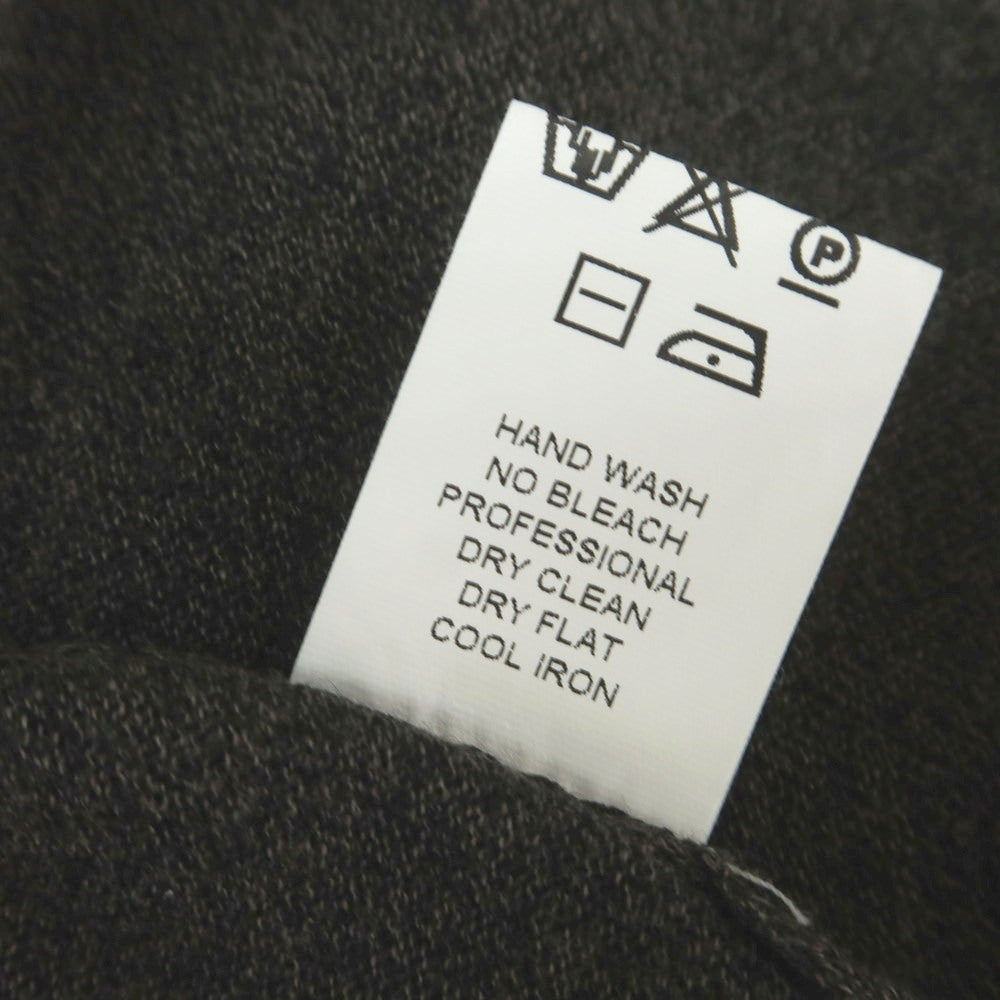 P
HAND WASH
NO BLEACH
PROFESSIONAL
DRY CLEAN
DRY FLAT
COOL IRON